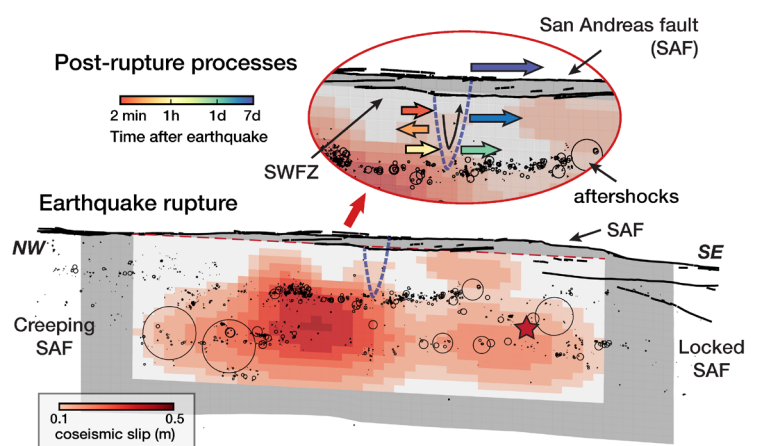 San Andreas fault
(SAF)
Post-rupture processes
2 min 1h 1d 7d
Time after earthquake
SWFZ
aftershocks
Earthquake rupture
SAF
NW
SE
Creeping
SAF
Locked
SAF
0.1 0.5
coseismic slip (m)